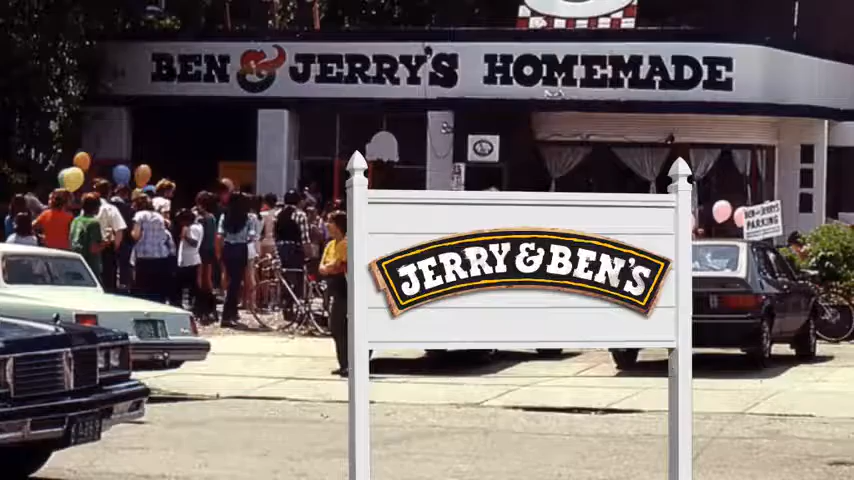 BEN & JERRY'S HOMEMADE
BEN & JERRY'S
PARKING
JERRY & BEN'S